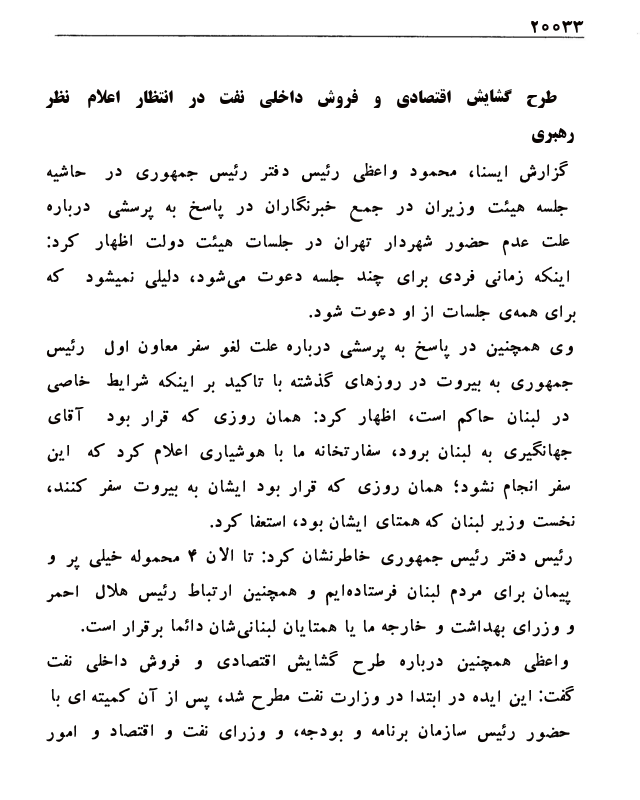 ۲۰۰۳۳
طرح گشایش اقتصادی و فروش داخلی نفت در انتظار اعلام نظر
رهبری
گزارش ایسنا، محمود واعظی رئیس دفتر رئیس جمهوری در حاشیه
جلسه هیئت وزیران در جمع خبرنگاران در پاسخ به پرسشی درباره
علت عدم حضور شهردار تهران در جلسات هیئت دولت اظهار کرد:
اینکه زمانی فردی برای چند جلسه دعوت می‌شود، دلیلی نمیشود که
برای همه‌ی جلسات از او دعوت شود.
وی همچنین در پاسخ به پرسشی درباره علت لغو سفر معاون اول رئیس
جمهوری به بیروت در روزهای گذشته با تاکید بر اینکه شرایط خاصی
در لبنان حاکم است، اظهار کرد: همان روزی که قرار بود آقای
جهانگیری به لبنان برود، سفارتخانه ما با هوشیاری اعلام کرد که این
سفر انجام نشود؛ همان روزی که قرار بود ایشان به بیروت سفر کنند،
نخست وزیر لبنان که همتای ایشان بود، استعفا کرد.
رئیس دفتر رئیس جمهوری خاطرنشان کرد: تا الان ۴ محموله خیلی پر و
پیمان برای مردم لبنان فرستاده‌ایم و همچنین ارتباط رئیس هلال احمر
و وزرای بهداشت و خارجه ما یا همتایان لبنانی‌شان دائما برقرار است.
واعظی همچنین درباره طرح گشایش اقتصادی و فروش داخلی نفت
گفت: این ایده در ابتدا در وزارت نفت مطرح شد، پس از آن کمیته ای با
حضور رئیس سازمان برنامه و بودجه، و وزرای نفت و اقتصاد و امور